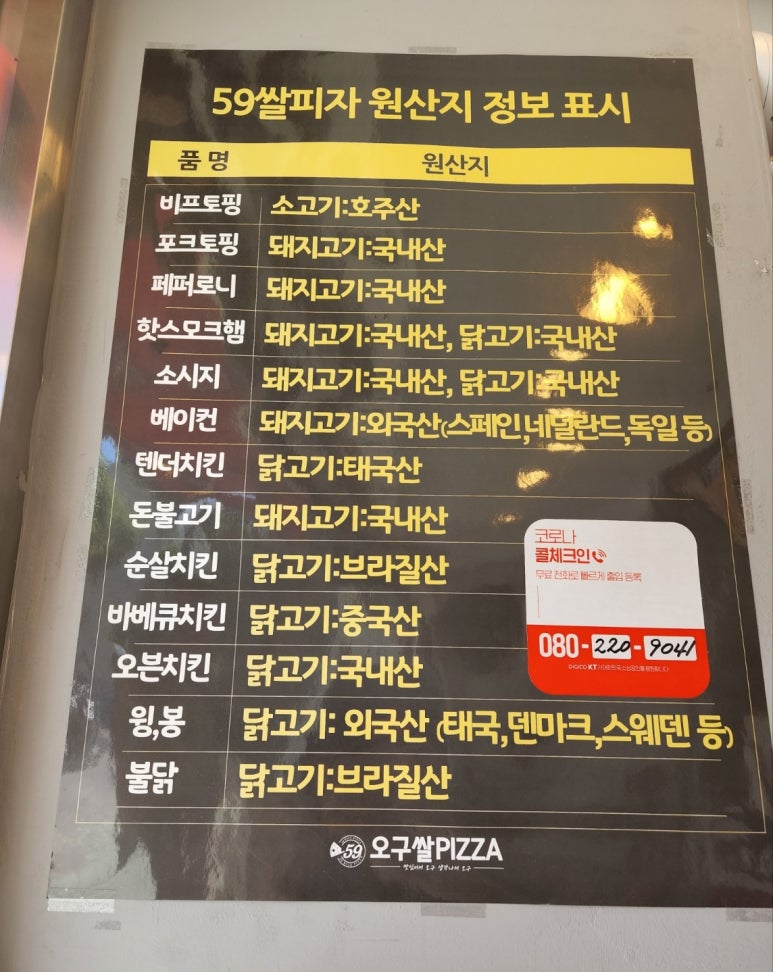 59쌀피자 원산지 정보 표시
품 명 원산지
비프토핑 소고기:호주산
포크토핑 돼지고기:국내산
페퍼로니 돼지고기:국내산
핫스모크햄 돼지고기:국내산, 닭고기:국내산
소시지 돼지고기:국내산, 닭고기:국내산
베이컨 돼지고기:외국산(스페인,네덜란드,독일 등)
텐더치킨 닭고기:태국산
돈불고기 돼지고기:국내산
순살치킨 닭고기:브라질산
바베큐치킨 닭고기:중국산
오븐치킨 닭고기:국내산
윙,봉 닭고기: 외국산 (태국,덴마크,스웨덴 등)
불닭 닭고기:브라질산
코로나
콜체크인
무료 전화로 빠르게 출입 등록
080-220-9041
DIGICO KT
59 오구쌀PIZZA